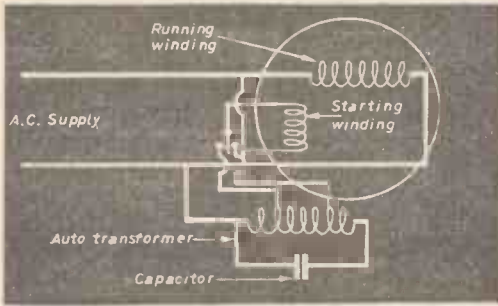 Running
winding
A.C. Supply
Starting
winding
Auto transformer
Capacitor